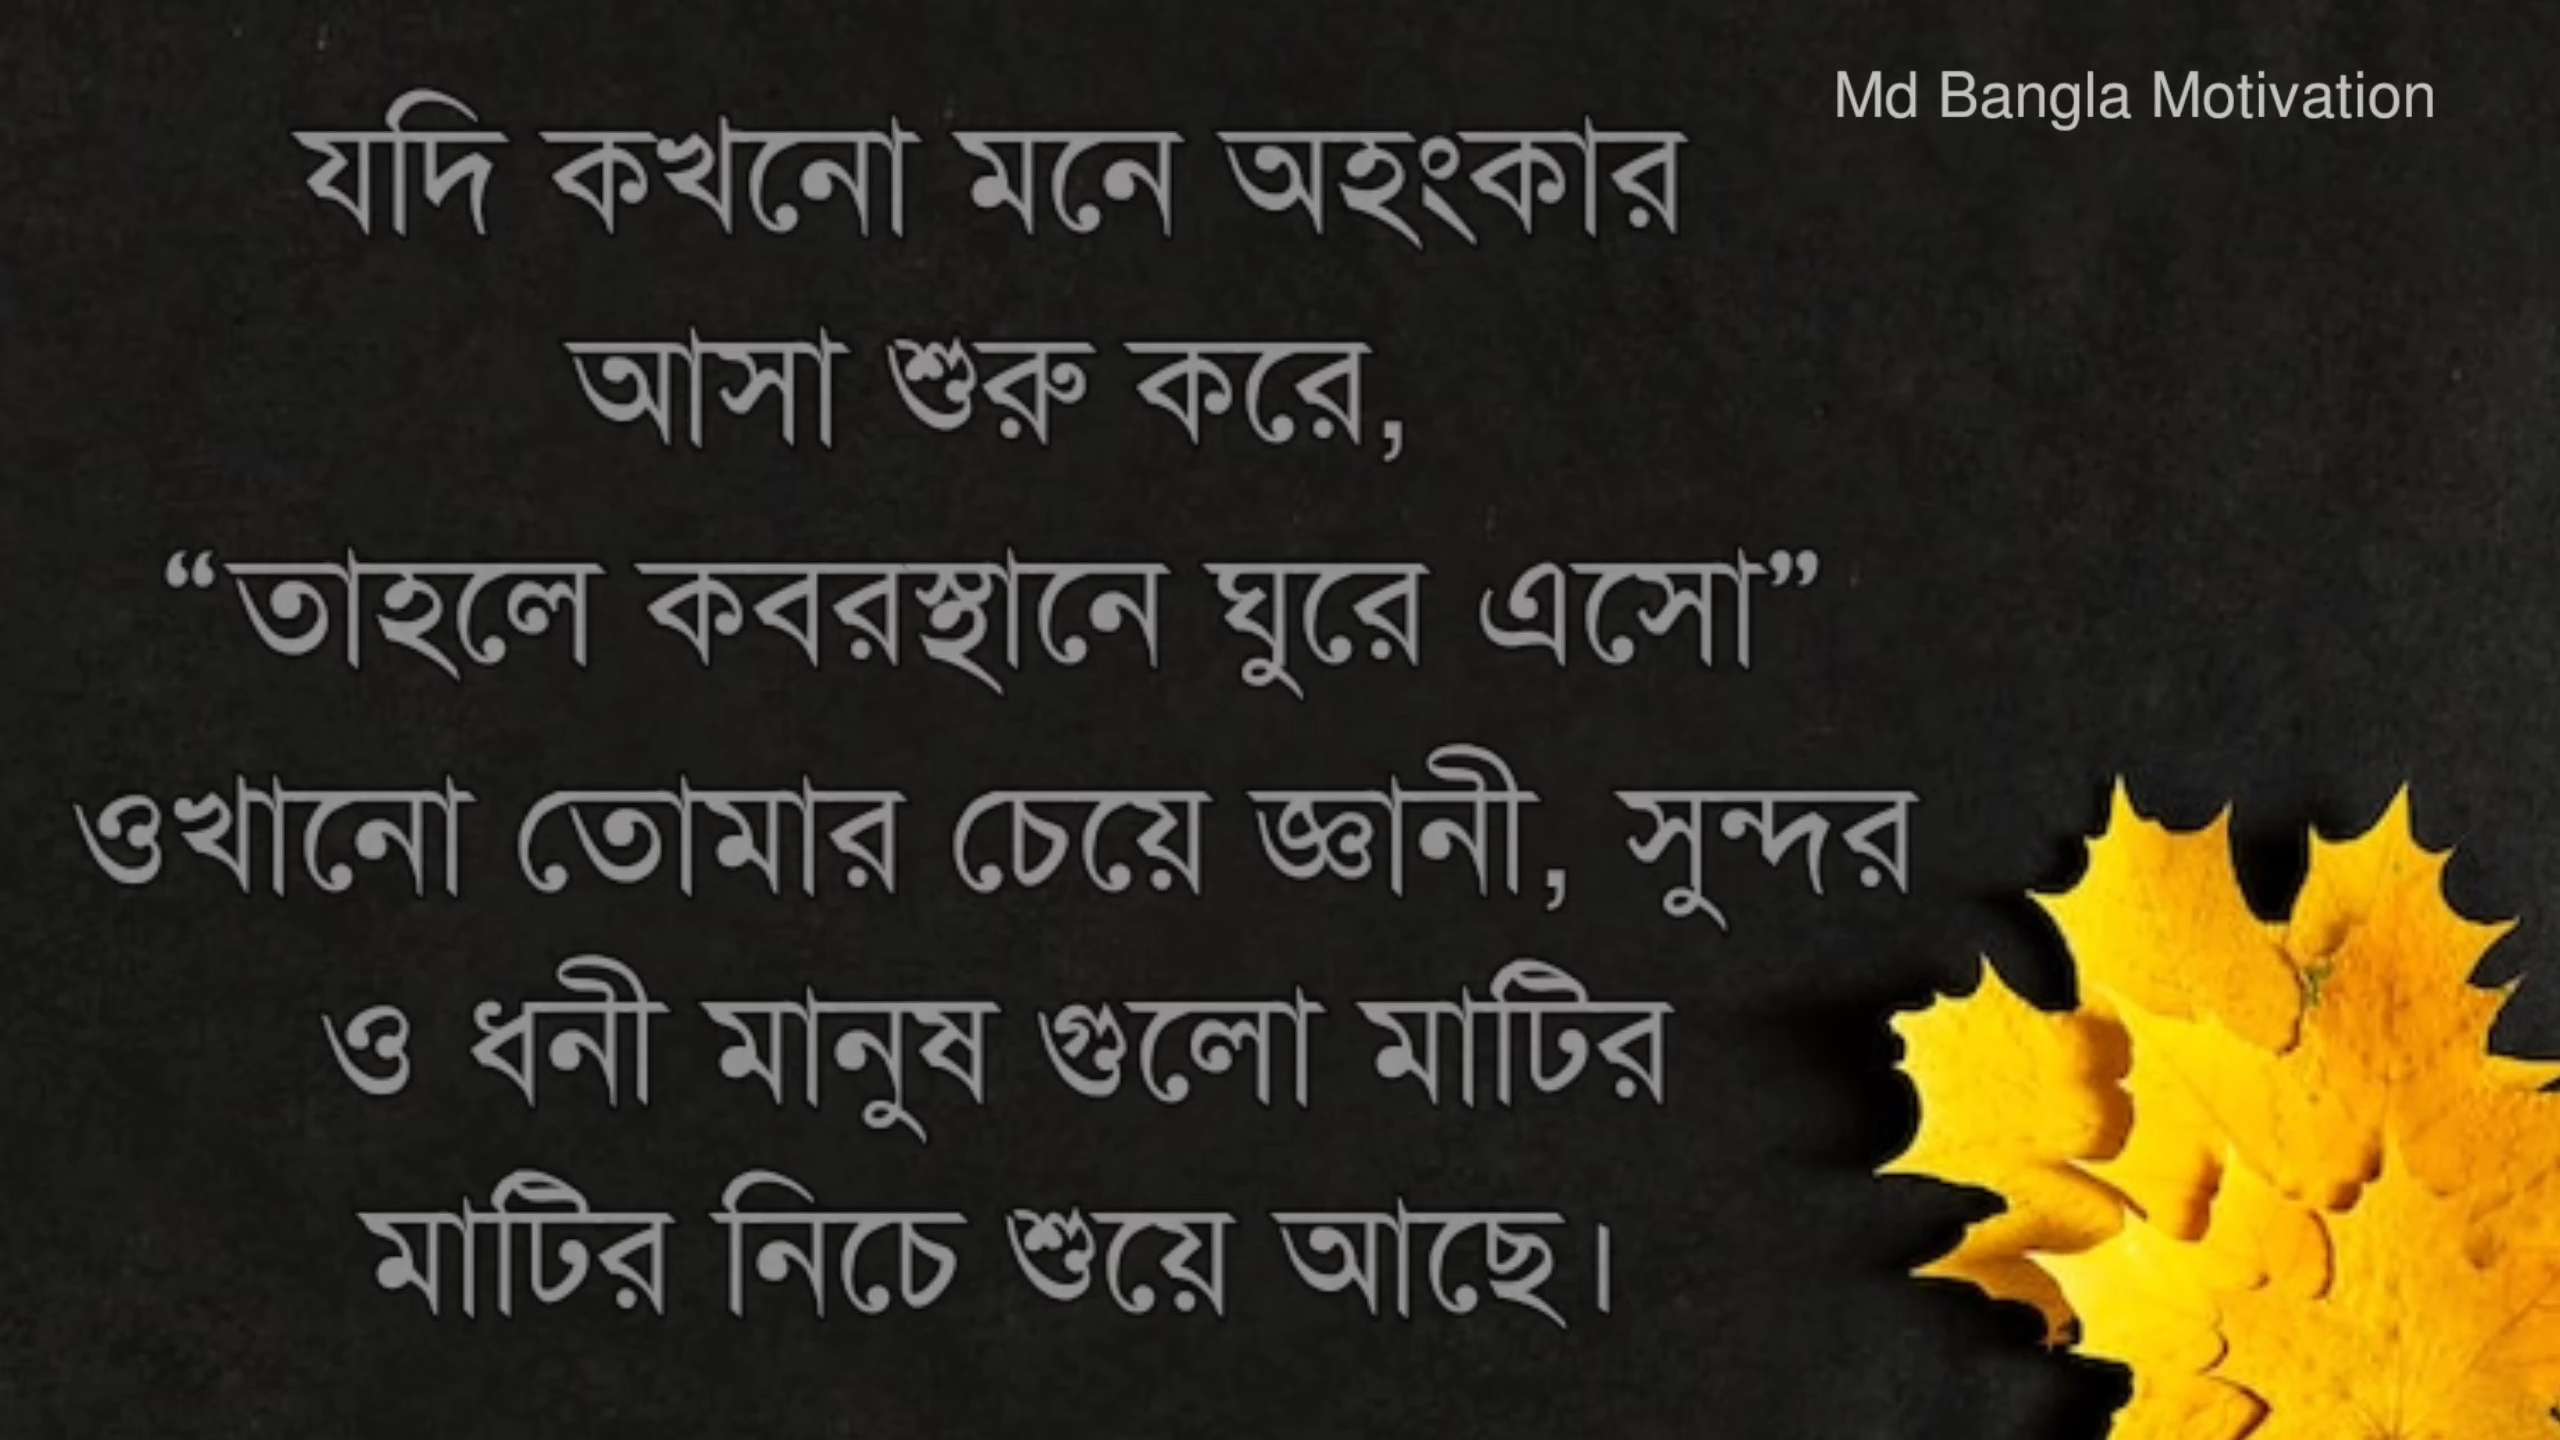 Md Bangla Motivation
যদি কখনো মনে অহংকার
আসা শুরু করে,
“তাহলে কবরস্থানে ঘুরে এসো”
ওখানো তোমার চেয়ে জ্ঞানী, সুন্দর
ও ধনী মানুষ গুলো মাটির
মাটির নিচে শুয়ে আছে।